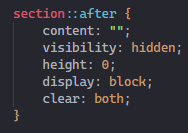 section::after {
    content: "";
    visibility: hidden;
    height: 0;
    display: block;
    clear: both;
}